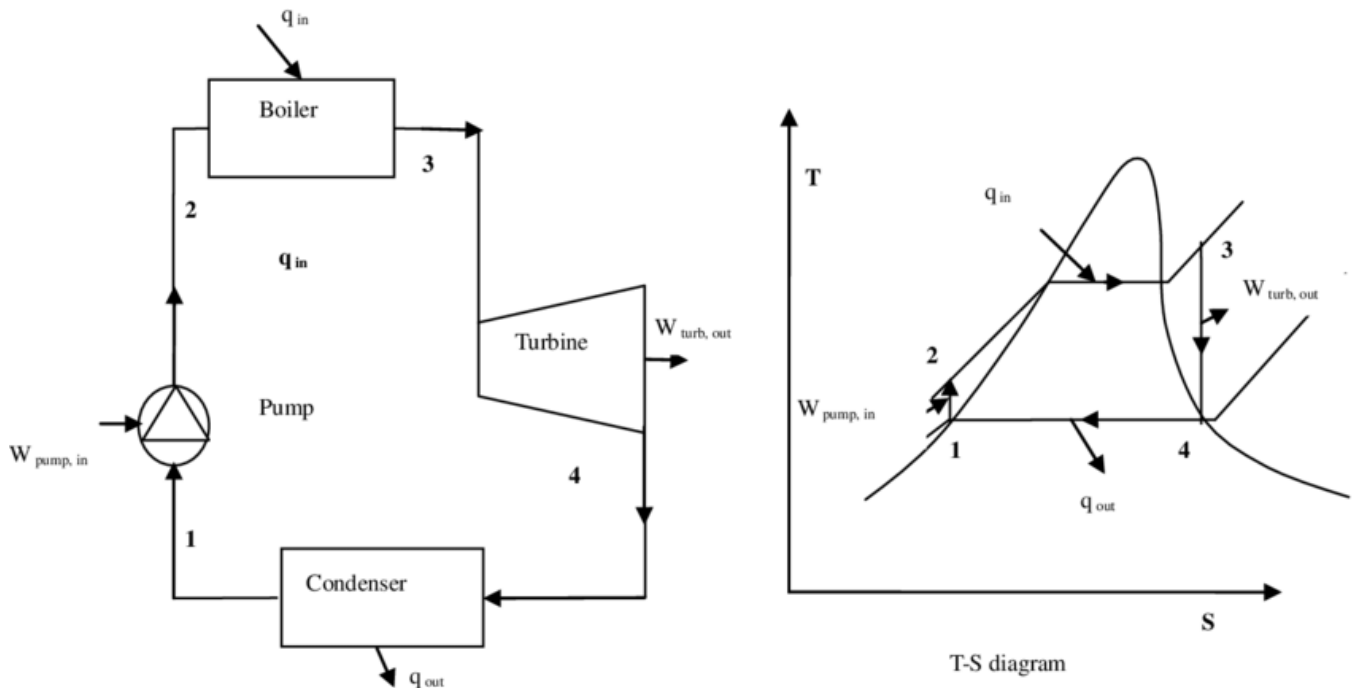 q in
Boiler
3
2
q in
Turbine
W turb, out
Pump
W pump, in
4
1
Condenser
q out
T
q in
3
W turb, out
2
W pump, in
1
4
q out
S
T-S diagram